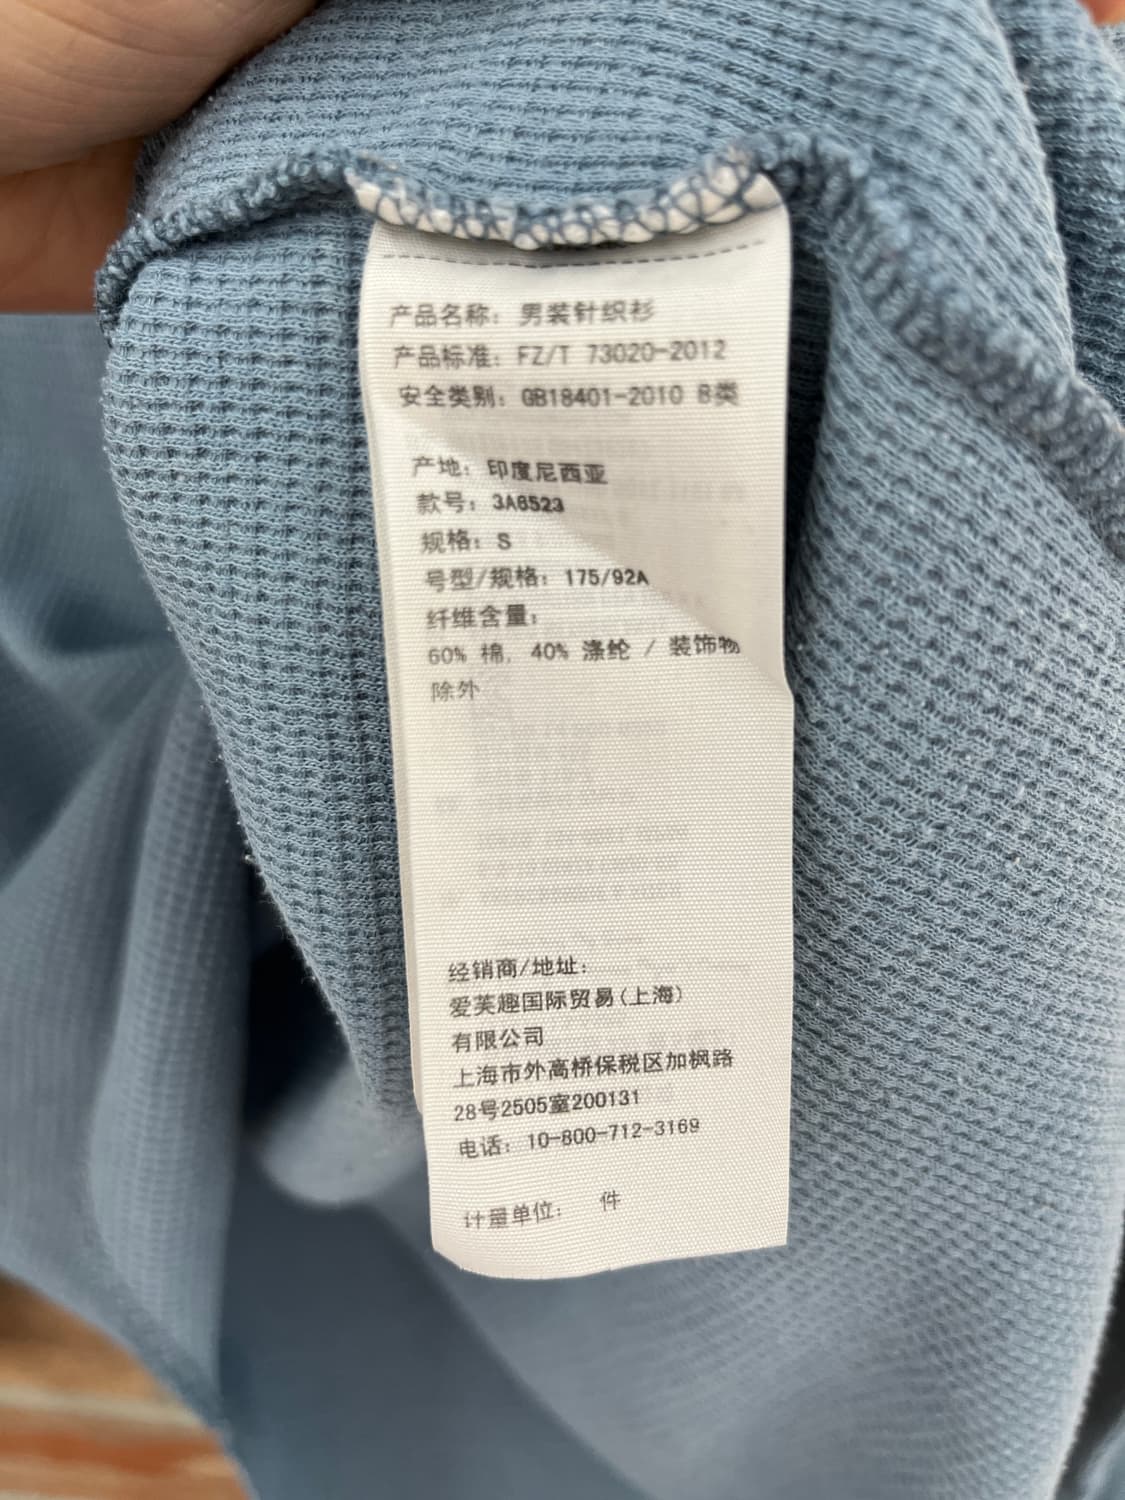 产品名称：男装针织衫
产品标准：FZ/T 73020-2012
安全类别：GB18401-2010 B类
产地：印度尼西亚
款号：3A6523
规格：S
号型/规格：175/92A
纤维含量：
60% 棉, 40% 涤纶 / 装饰物
除外
经销商/地址：
爱芙趣国际贸易(上海)
有限公司
上海市外高桥保税区加枫路
28号2505室200131
电话：10-800-712-3169
计量单位： 件